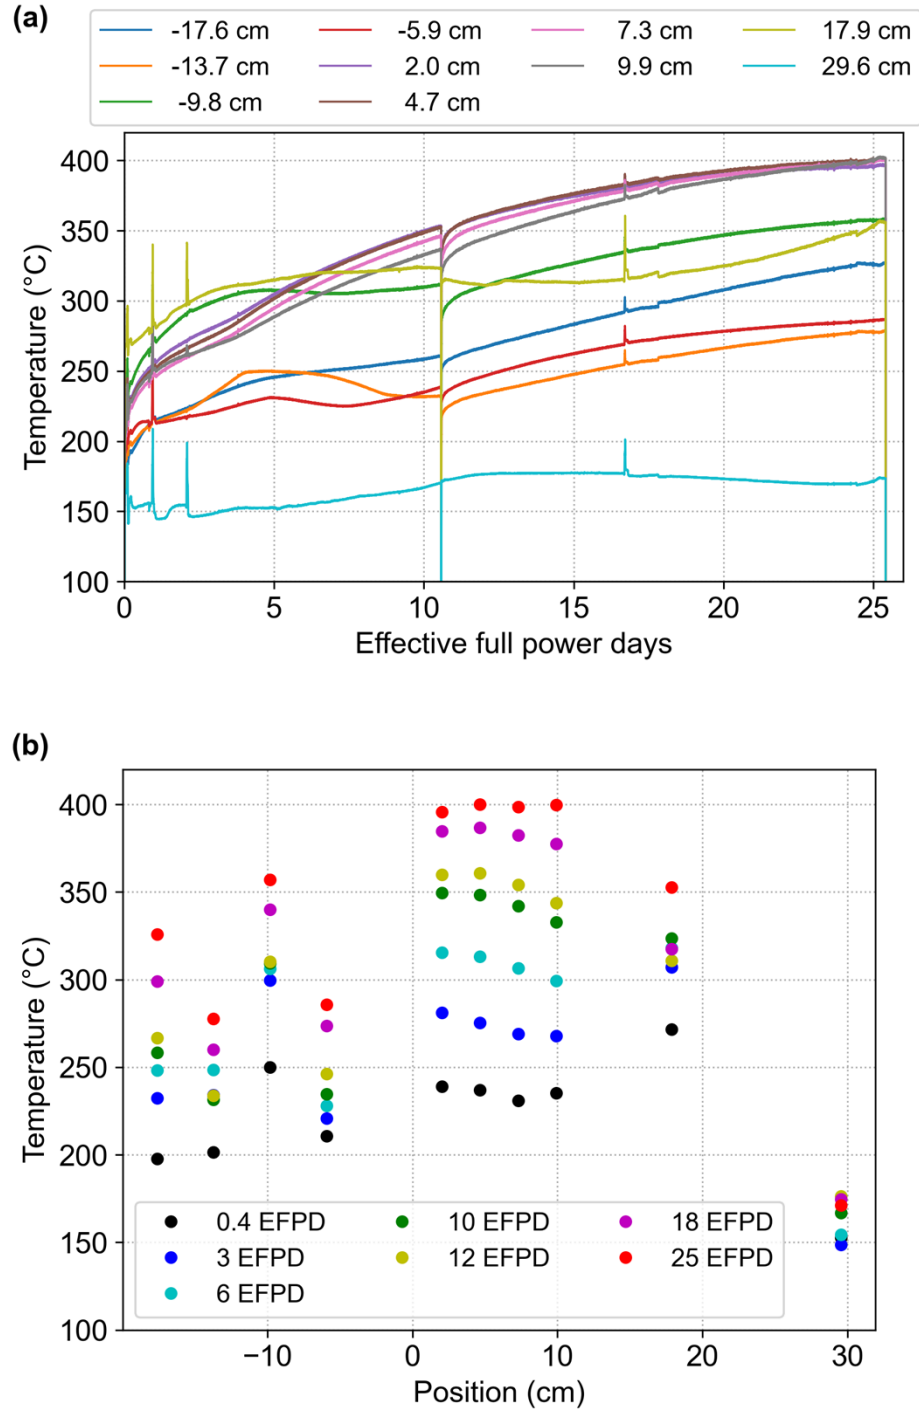 (a)
-17.6 cm -5.9 cm 7.3 cm 17.9 cm
-13.7 cm 2.0 cm 9.9 cm 29.6 cm
-9.8 cm 4.7 cm
400
350
300
250
200
150
100
Temperature (°C)
0 5 10 15 20 25
Effective full power days
(b)
400
350
300
250
200
150
100
Temperature (°C)
0.4 EFPD 10 EFPD 18 EFPD
3 EFPD 12 EFPD 25 EFPD
6 EFPD
−10 0 10 20 30
Position (cm)